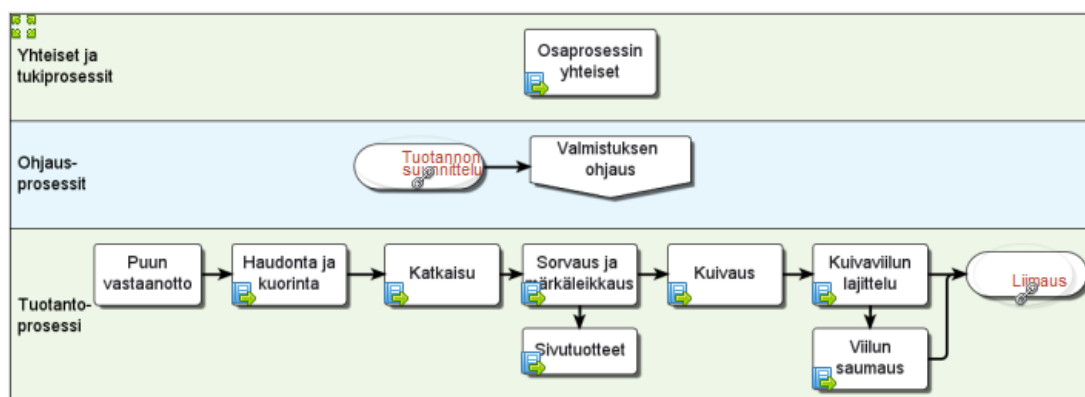 Yhteiset ja
tukiprosessit
Osaprosessin
yhteiset
Ohjaus-
prosessit
Tuotannon
suunnittelu
Valmistuksen
ohjaus
Tuotanto-
prosessi
Puun
vastaanotto
Haudonta ja
kuorinta
Katkaisu
Sorvaus ja
märkäleikkaus
Kuivaus
Kuivaviilun
lajittelu
Liimaus
Sivutuotteet
Viilun
saumaus